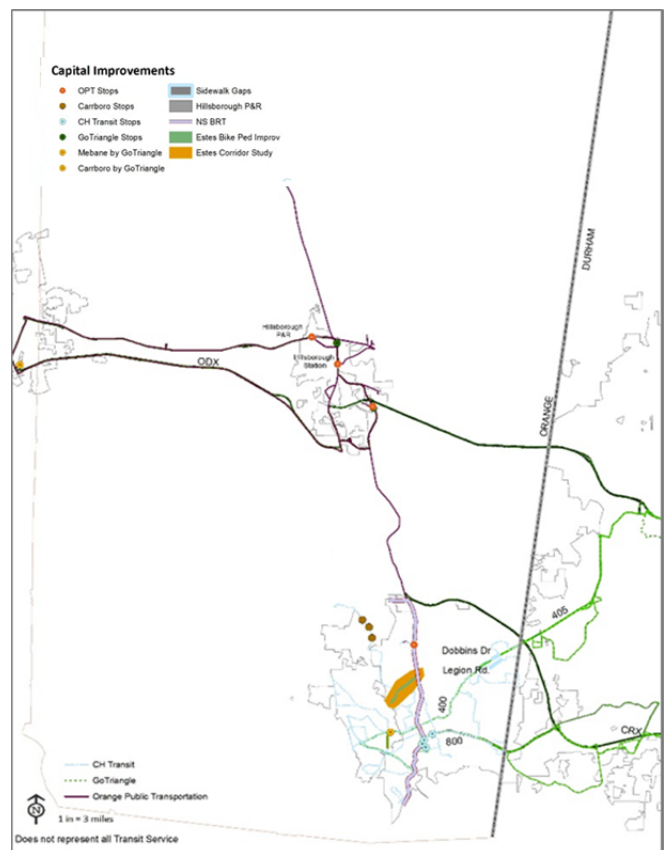 Capital Improvements
OPT Stops
Carrboro Stops
CH Transit Stops
GoTriangle Stops
Mebane by GoTriangle
Carrboro by GoTriangle
Sidewalk Gaps
Hillsborough P&R
NS BRT
Estes Bike Ped Improv
Estes Corridor Study
DURHAM
ORANGE
Hillsborough
P&R
Hillsborough
Station
ODX
405
Dobbins Dr
Legion Rd.
400
800
CRX
CH Transit
GoTriangle
Orange Public Transportation
N
1 in = 3 miles
Does not represent all Transit Service